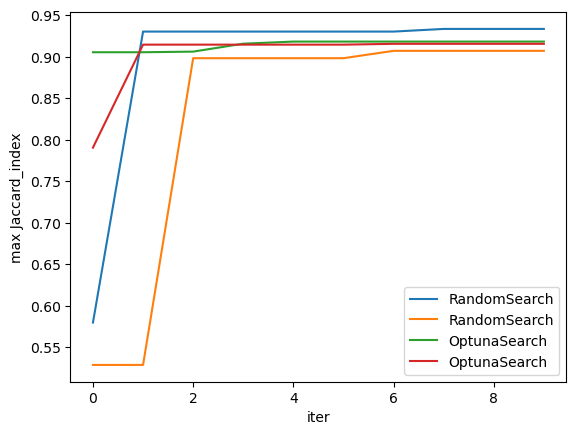 0.95
0.90
0.85
0.80
0.75
0.70
0.65
0.60
0.55
max Jaccard_index
0 2 4 6 8
iter
RandomSearch
RandomSearch
OptunaSearch
OptunaSearch